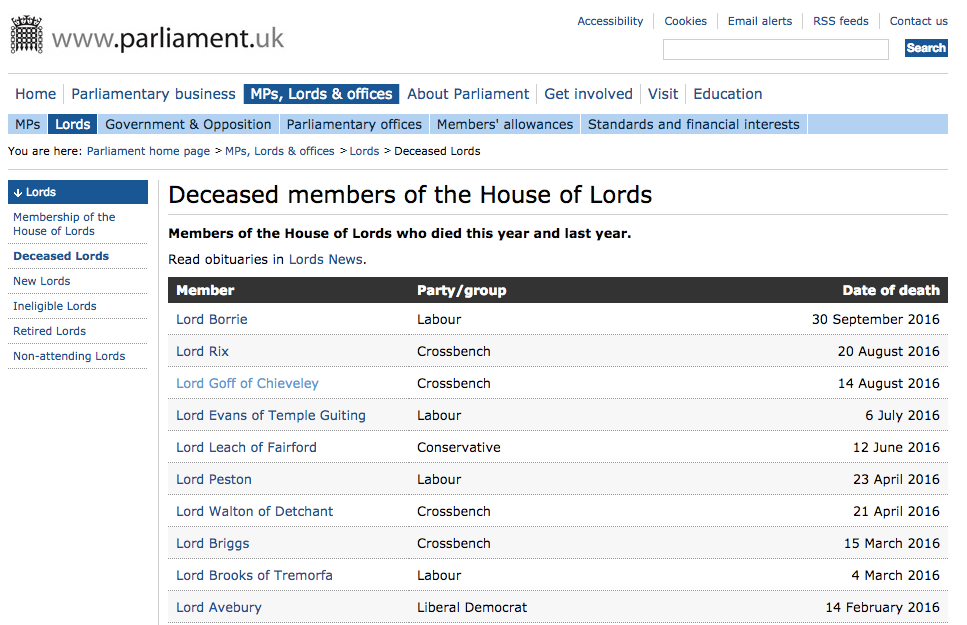 www.parliament.uk
Accessibility Cookies Email alerts RSS feeds Contact us
Search
Home Parliamentary business MPs, Lords & offices About Parliament Get involved Visit Education
MPs Lords Government & Opposition Parliamentary offices Members' allowances Standards and financial interests
You are here: Parliament home page > MPs, Lords & offices > Lords > Deceased Lords
↓ Lords
Membership of the
House of Lords
Deceased Lords
New Lords
Ineligible Lords
Retired Lords
Non-attending Lords
Deceased members of the House of Lords
Members of the House of Lords who died this year and last year.
Read obituaries in Lords News.
Member Party/group Date of death
Lord Borrie Labour 30 September 2016
Lord Rix Crossbench 20 August 2016
Lord Goff of Chieveley Crossbench 14 August 2016
Lord Evans of Temple Guiting Labour 6 July 2016
Lord Leach of Fairford Conservative 12 June 2016
Lord Peston Labour 23 April 2016
Lord Walton of Detchant Crossbench 21 April 2016
Lord Briggs Crossbench 15 March 2016
Lord Brooks of Tremorfa Labour 4 March 2016
Lord Avebury Liberal Democrat 14 February 2016